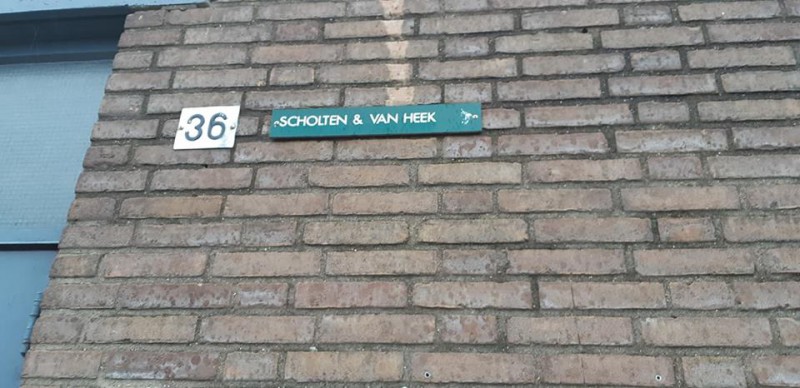 36
SCHOLTEN & VAN HEEK